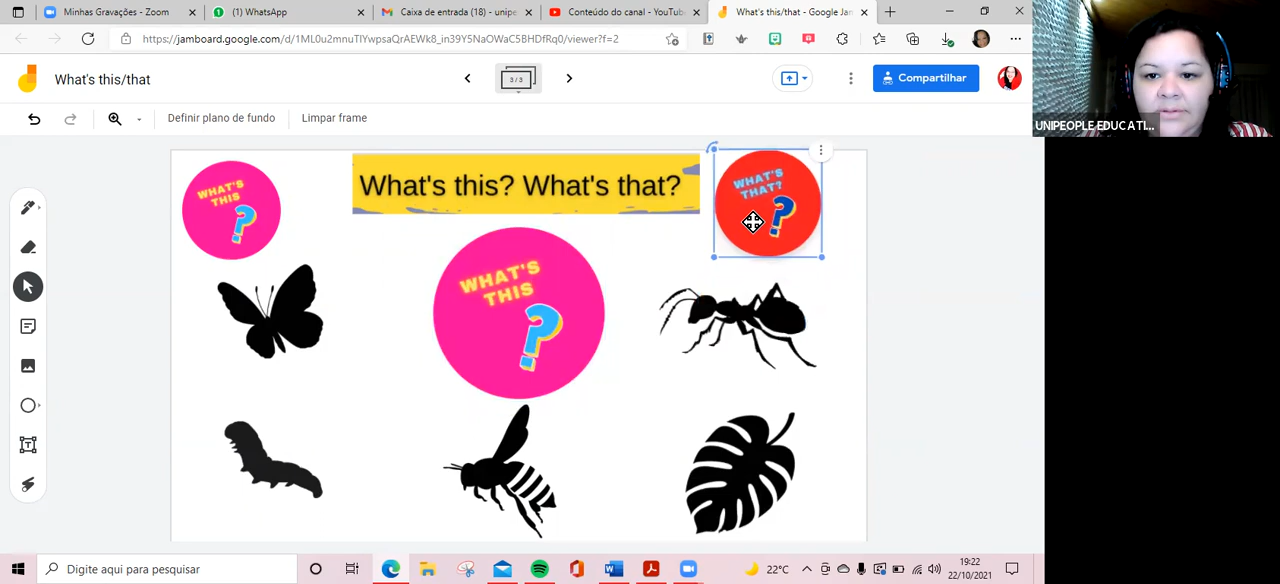 Minhas Gravações - Zoom
(1) WhatsApp
Caixa de entrada (18) - unipe
Conteúdo do canal - YouTub
What's this/that - Google Jam
https://jamboard.google.com/d/1ML0u2mnuTIYwpsaQrAEWk8_in39Y5NaOWaC5BHDfRq0/viewer?f=2
What's this/that
3 / 3
Compartilhar
Definir plano de fundo
Limpar frame
WHAT'S
THIS
?
What's this? What's that?
WHAT'S
THAT?
?
WHAT'S
THIS
?
UNIPEOPLE EDUCATI...
Digite aqui para pesquisar
22°C
19:22
22/10/2021